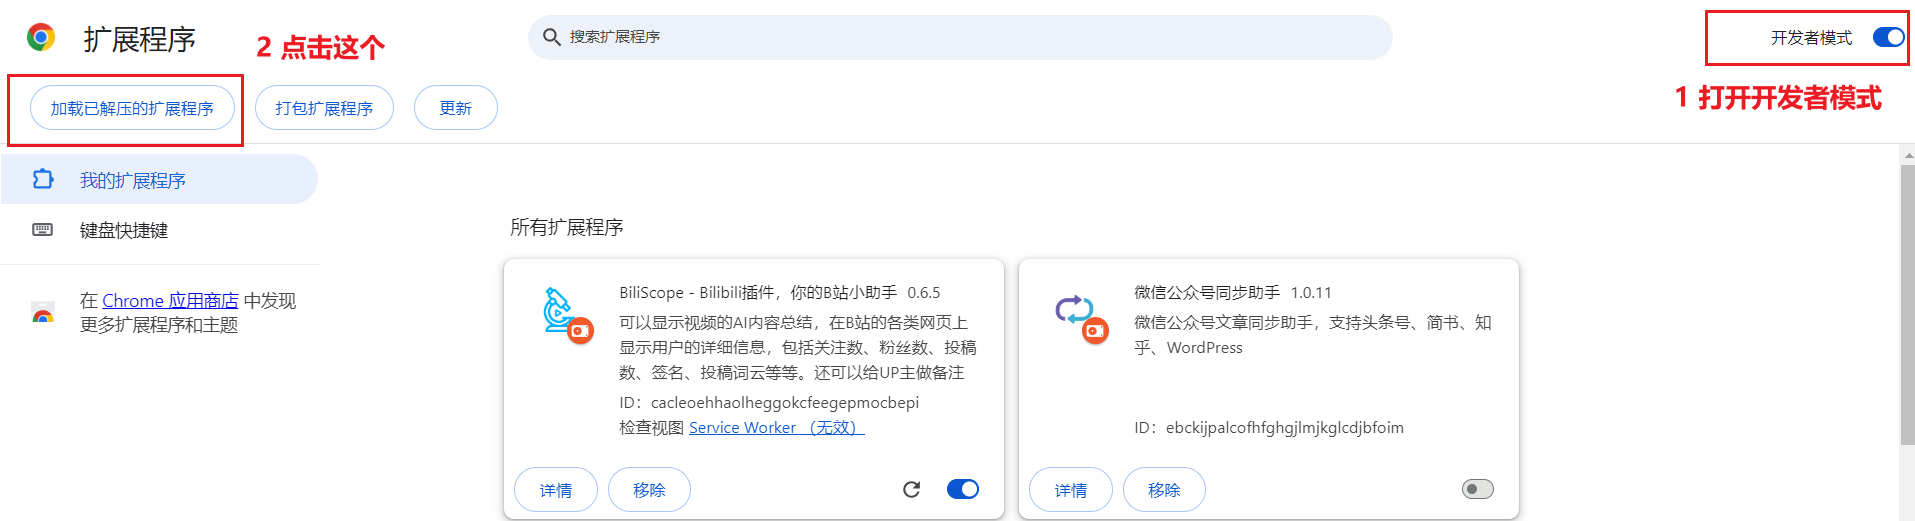 扩展程序
2 点击这个
搜索扩展程序
开发者模式
1 打开开发者模式
加载已解压的扩展程序
打包扩展程序
更新
我的扩展程序
键盘快捷键
在 Chrome 应用商店 中发现
更多扩展程序和主题
所有扩展程序
BiliScope - Bilibili插件，你的B站小助手 0.6.5
可以显示视频的AI内容总结，在B站的各类网页上
显示用户的详细信息，包括关注数、粉丝数、投稿
数、签名、投稿词云等等。还可以给UP主做备注
ID：cacleoehhaolheggokcfeegepmocbepi
检查视图 Service Worker （无效）
详情
移除
微信公众号同步助手 1.0.11
微信公众号文章同步助手，支持头条号、简书、知
乎、WordPress
ID：ebckijpalcofhfghgjlmjkglcdjbfoim
详情
移除